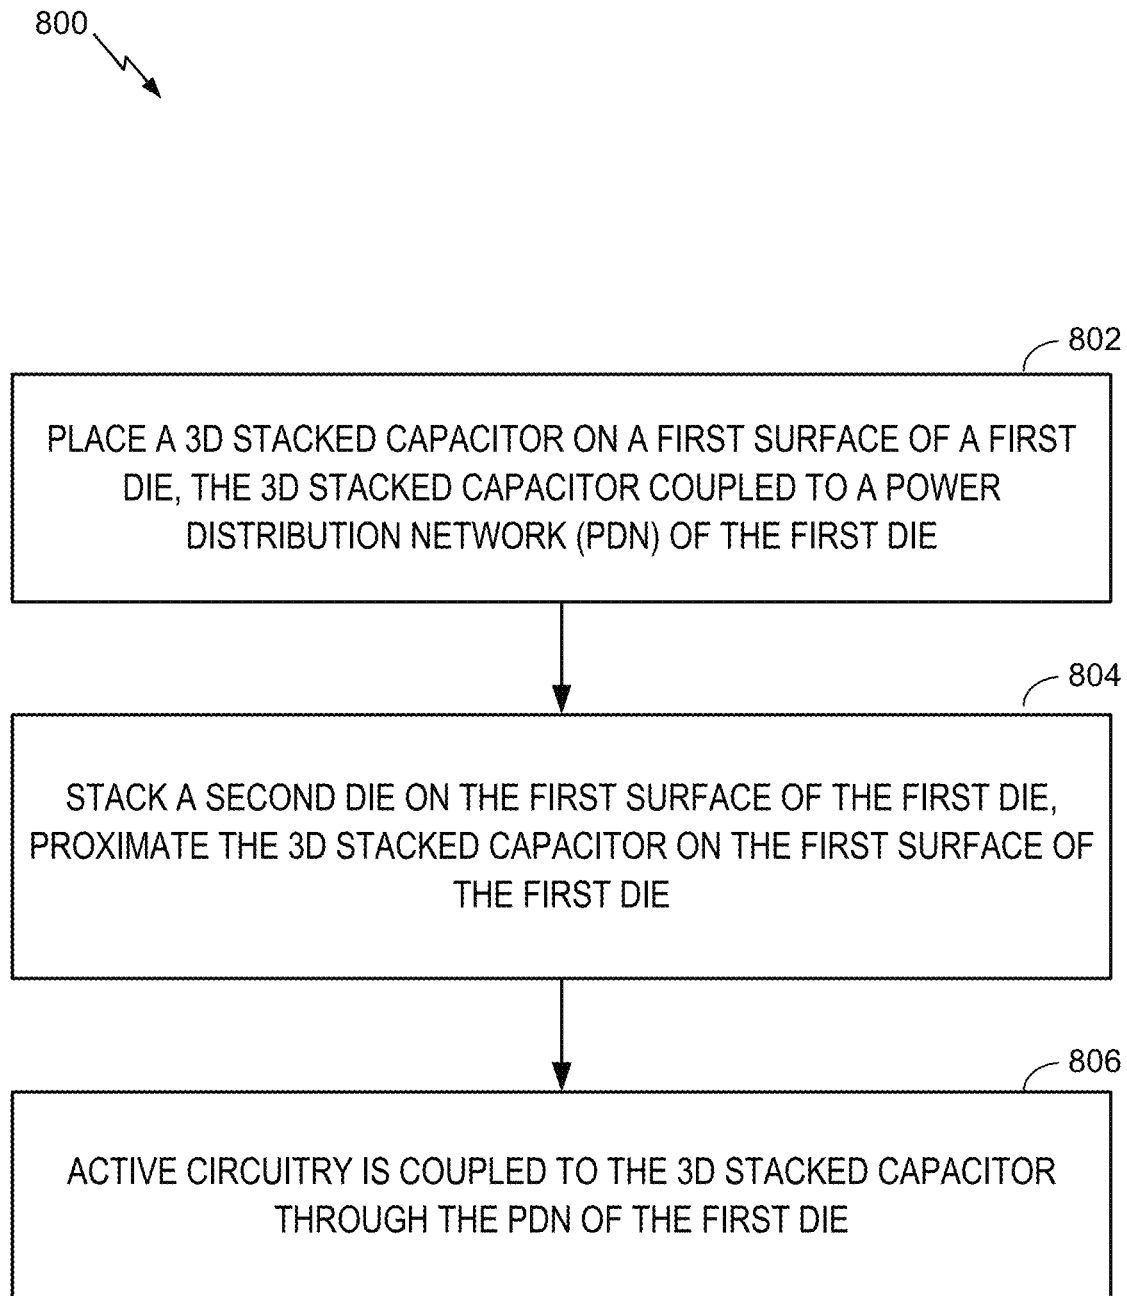 800
802
PLACE A 3D STACKED CAPACITOR ON A FIRST SURFACE OF A FIRST
DIE, THE 3D STACKED CAPACITOR COUPLED TO A POWER
DISTRIBUTION NETWORK (PDN) OF THE FIRST DIE
804
STACK A SECOND DIE ON THE FIRST SURFACE OF THE FIRST DIE,
PROXIMATE THE 3D STACKED CAPACITOR ON THE FIRST SURFACE OF
THE FIRST DIE
806
ACTIVE CIRCUITRY IS COUPLED TO THE 3D STACKED CAPACITOR
THROUGH THE PDN OF THE FIRST DIE